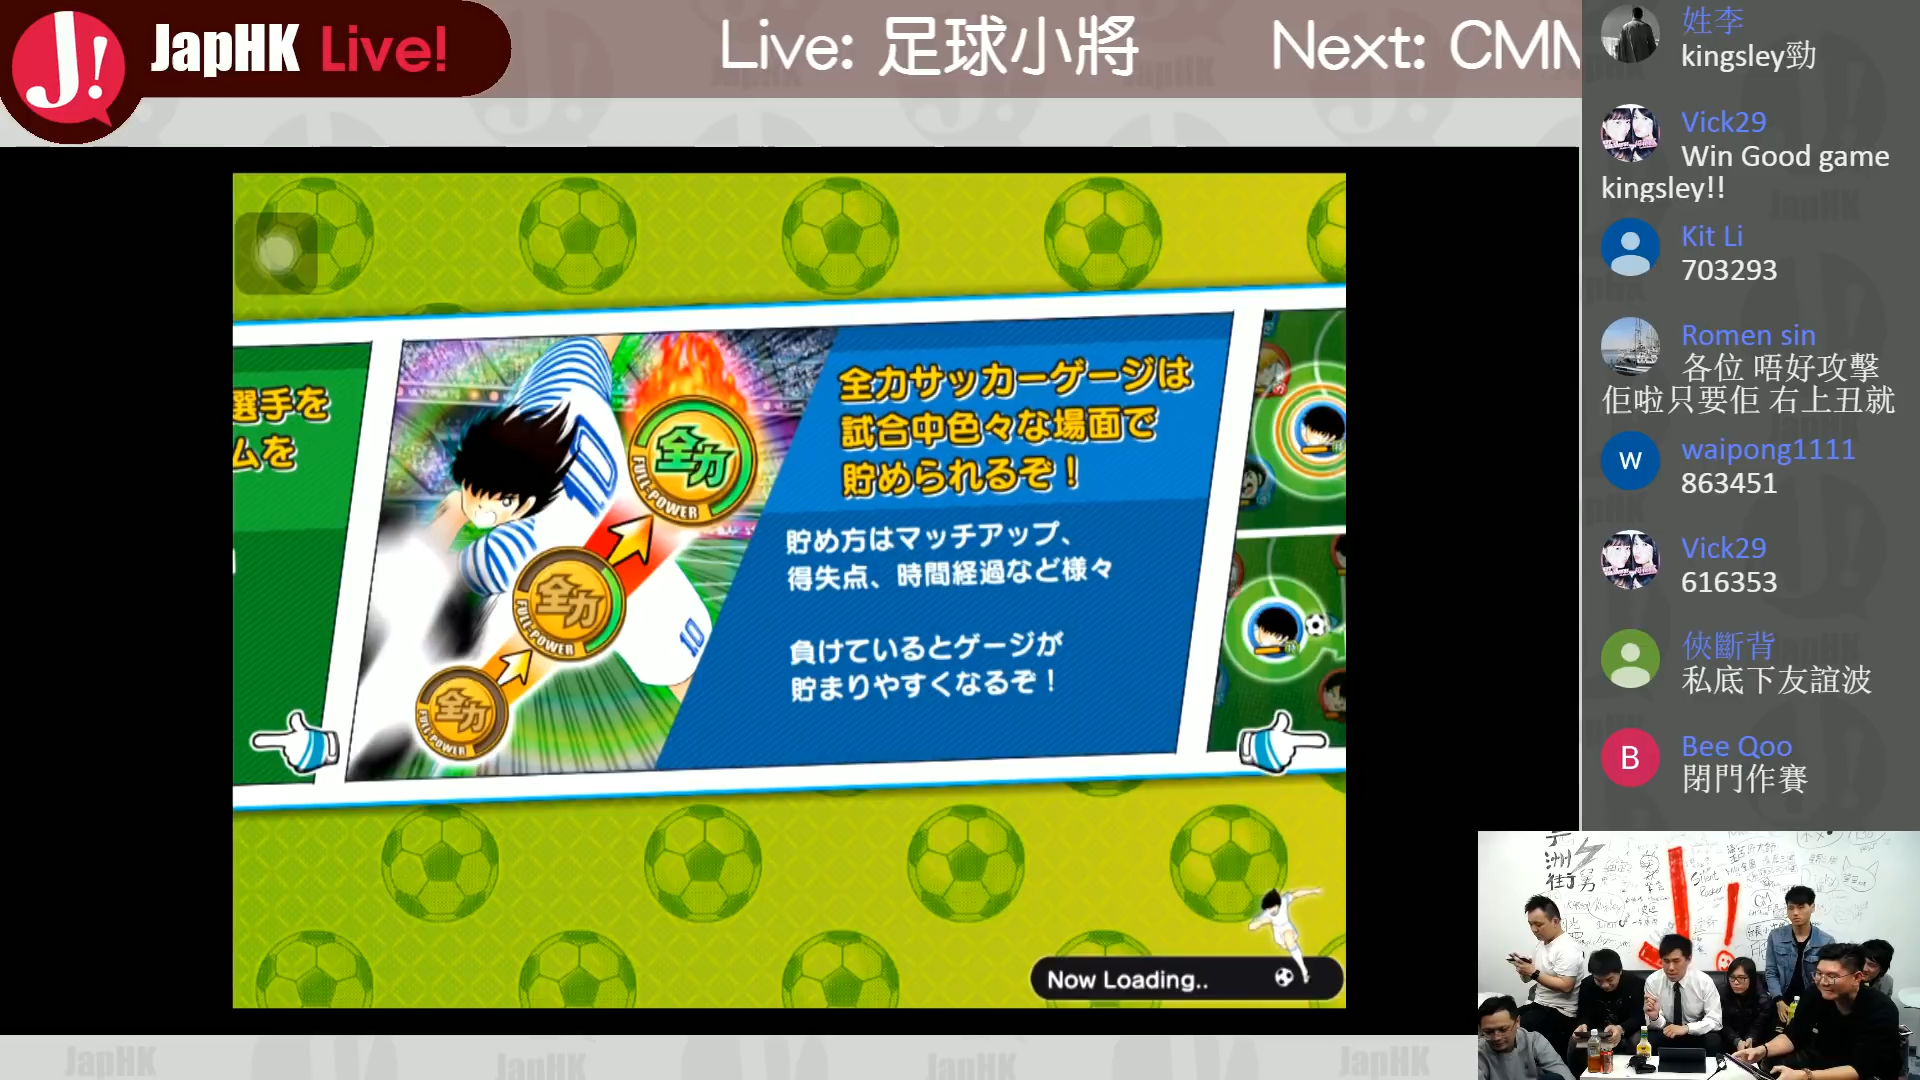 J!
JapHK Live!
Live: 足球小將
Next: CMM
選手を
ムを
全力
FULL-POWER
全力
FULL-POWER
全力
FULL-POWER
10
全力サッカーゲージは
試合中色々な場面で
貯められるぞ！
貯め方はマッチアップ、
得失点、時間経過など様々
負けているとゲージが
貯まりやすくなるぞ！
Now Loading..
姓李
kingsley勁
Vick29
Win Good game
kingsley!!
Kit Li
703293
Romen sin
各位 唔好攻擊
佢啦只要佢 右上丑就
W
waipong1111
863451
Vick29
616353
俠斷背
私底下友誼波
B
Bee Qoo
閉門作賽
JapHK
JapHK
JapHK
JapHK